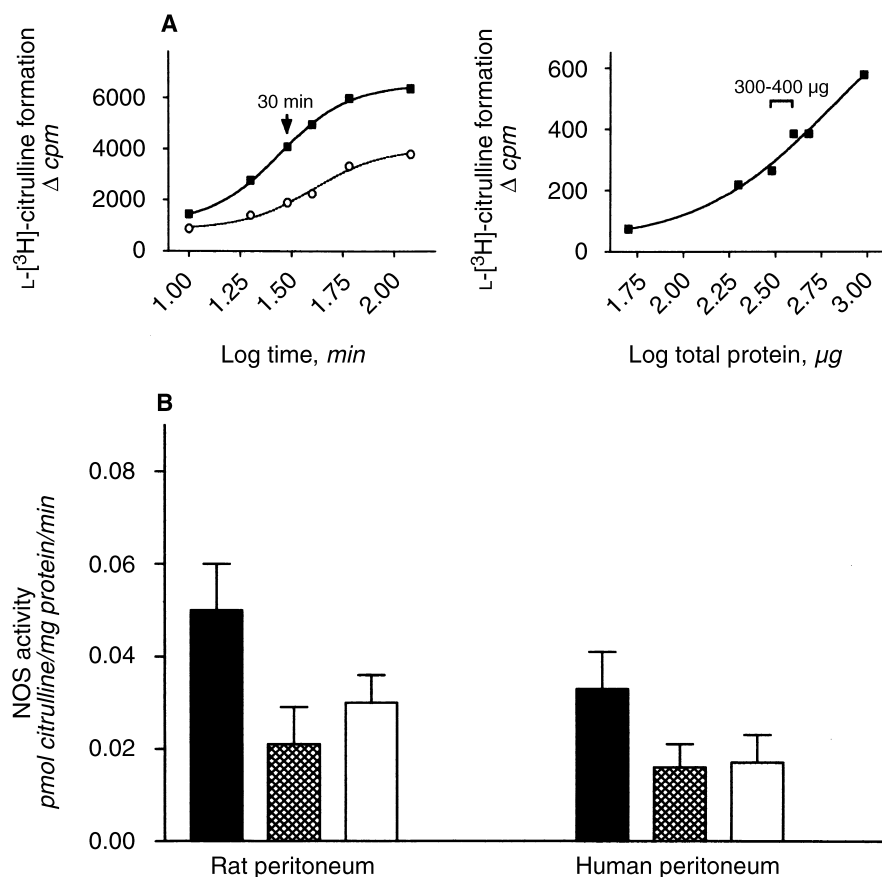 A
L-[³H]-citrulline formation
Δ cpm
6000
4000
2000
0
30 min
1.00
1.25
1.50
1.75
2.00
Log time, min
L-[³H]-citrulline formation
Δ cpm
600
400
200
0
300-400 µg
1.75
2.00
2.25
2.50
2.75
3.00
Log total protein, µg
B
NOS activity
pmol citrulline/mg protein/min
0.08
0.06
0.04
0.02
0.00
Rat peritoneum
Human peritoneum